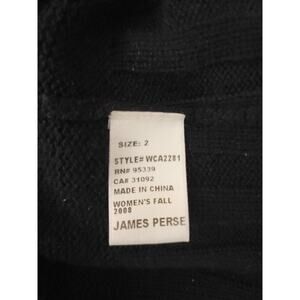 SIZE: 2
STYLE# WCA2281
RN# 95339
CA# 31092
MADE IN CHINA
WOMEN'S FALL
2008
JAMES PERSE